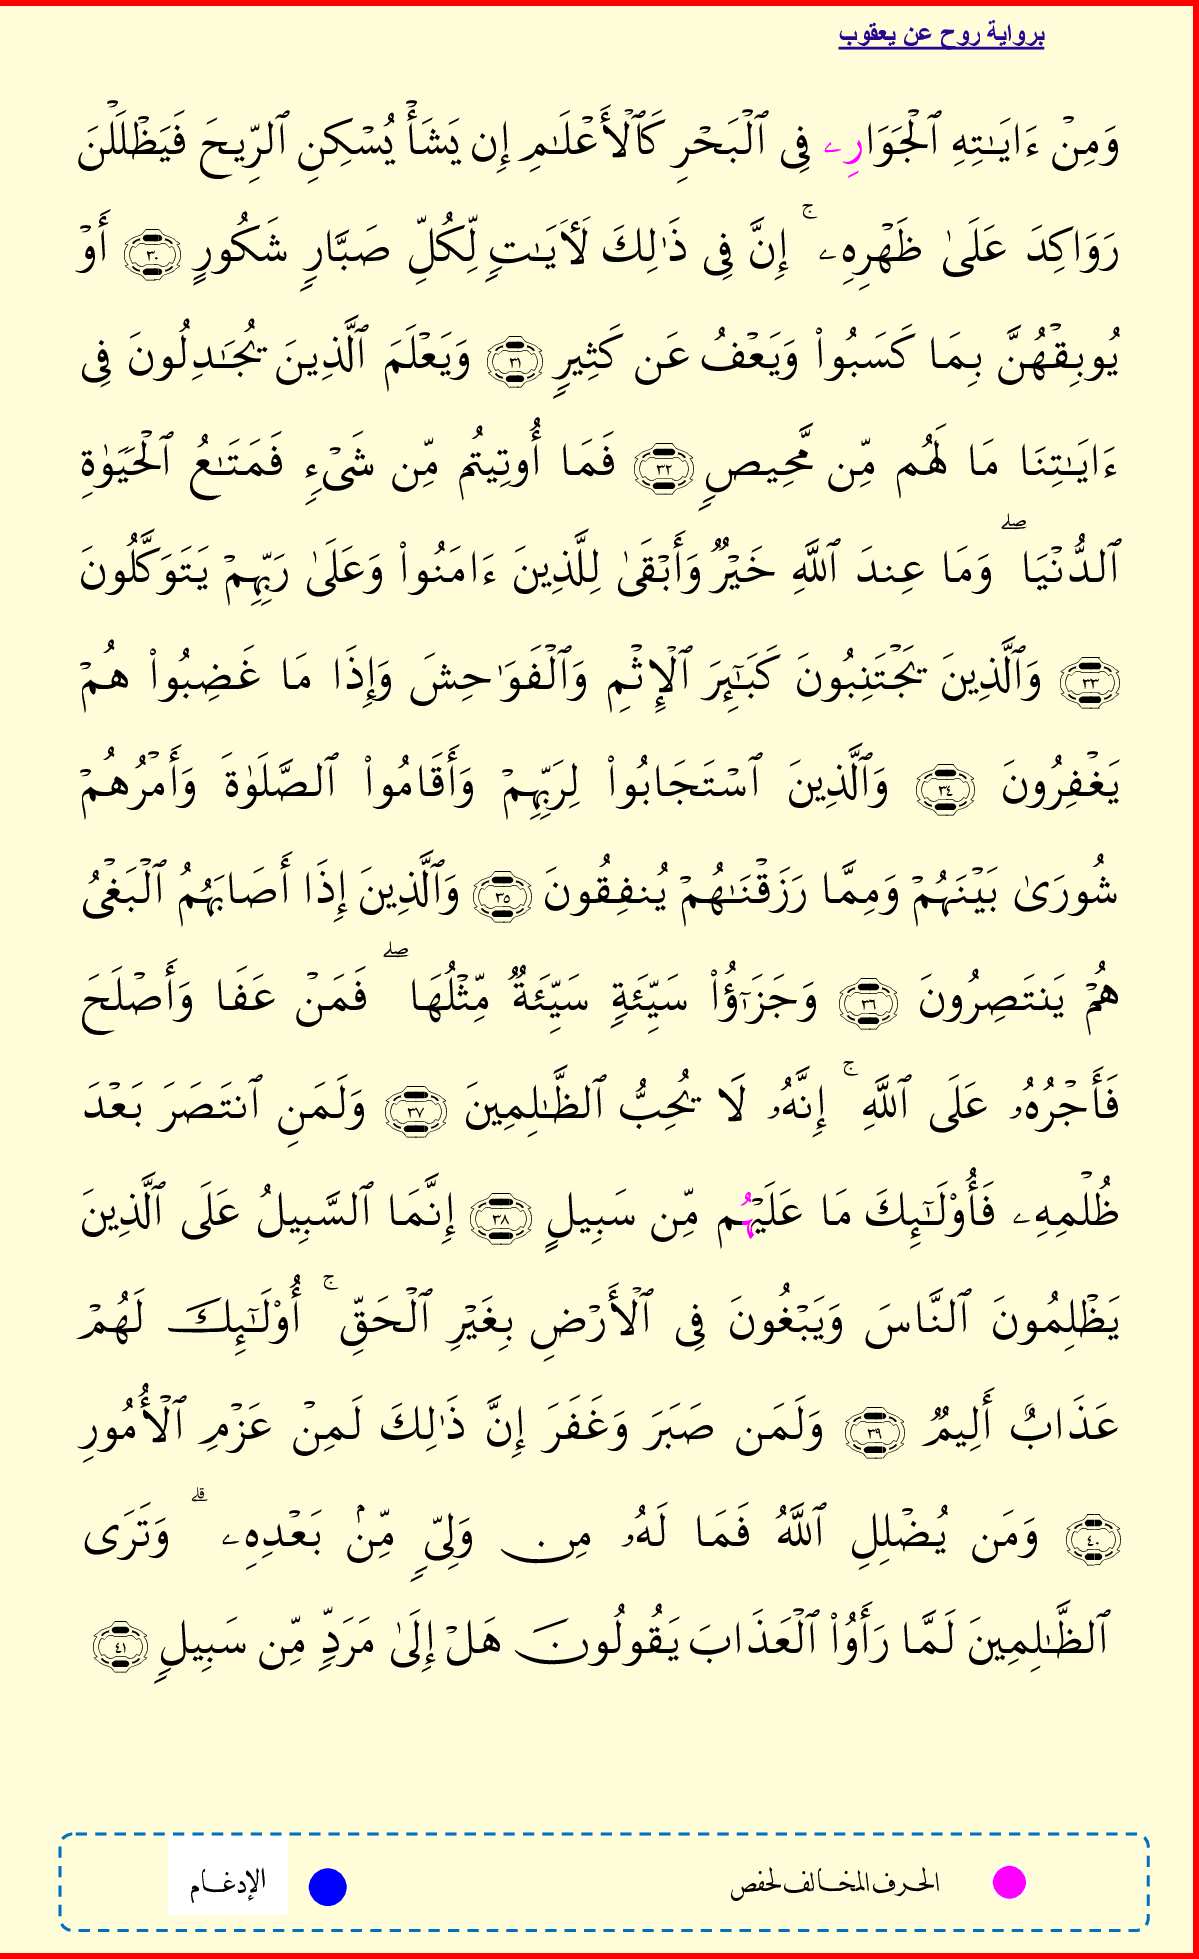 برواية روح عن يعقوب
وَمِنْ ءَايَـٰتِهِ ٱلْجَوَارِۦ فِى ٱلْبَحْرِ كَٱلْأَعْلَـٰمِ إِن يَشَأْ يُسْكِنِ ٱلرِّيحَ فَيَظْلَلْنَ
رَوَاكِدَ عَلَىٰ ظَهْرِهِۦٓ ۚ إِنَّ فِى ذَٰلِكَ لَـَٔايَـٰتٍ لِّكُلِّ صَبَّارٍ شَكُورٍ ٣٠ أَوْ
يُوبِقْهُنَّ بِمَا كَسَبُوا۟ وَيَعْفُ عَن كَثِيرٍ ٣١ وَيَعْلَمَ ٱلَّذِينَ يُجَـٰدِلُونَ فِى
ءَايَـٰتِنَا مَا لَهُم مِّن مَّحِيصٍ ٣٢ فَمَا أُوتِيتُم مِّن شَىْءٍ فَمَتَـٰعُ ٱلْحَيَوٰةِ
ٱلدُّنْيَا ۖ وَمَا عِندَ ٱللَّهِ خَيْرٌ وَأَبْقَىٰ لِلَّذِينَ ءَامَنُوا۟ وَعَلَىٰ رَبِّهِمْ يَتَوَكَّلُونَ
٣٣ وَٱلَّذِينَ يَجْتَنِبُونَ كَبَـٰٓئِرَ ٱلْإِثْمِ وَٱلْفَوَٰحِشَ وَإِذَا مَا غَضِبُوا۟ هُمْ
يَغْفِرُونَ ٣٤ وَٱلَّذِينَ ٱسْتَجَابُوا۟ لِرَبِّهِمْ وَأَقَامُوا۟ ٱلصَّلَوٰةَ وَأَمْرُهُمْ
شُورَىٰ بَيْنَهُمْ وَمِمَّا رَزَقْنَـٰهُمْ يُنفِقُونَ ٣٥ وَٱلَّذِينَ إِذَا أَصَابَهُمُ ٱلْبَغْىُ
هُمْ يَنتَصِرُونَ ٣٦ وَجَزَٰٓؤُا۟ سَيِّئَةٍ سَيِّئَةٌ مِّثْلُهَا ۖ فَمَنْ عَفَا وَأَصْلَحَ
فَأَجْرُهُۥ عَلَى ٱللَّهِ ۚ إِنَّهُۥ لَا يُحِبُّ ٱلظَّـٰلِمِينَ ٣٧ وَلَمَنِ ٱنتَصَرَ بَعْدَ
ظُلْمِهِۦ فَأُو۟لَـٰٓئِكَ مَا عَلَيْهُم مِّن سَبِيلٍ ٣٨ إِنَّمَا ٱلسَّبِيلُ عَلَى ٱلَّذِينَ
يَظْلِمُونَ ٱلنَّاسَ وَيَبْغُونَ فِى ٱلْأَرْضِ بِغَيْرِ ٱلْحَقِّ ۚ أُو۟لَـٰٓئِكَ لَهُمْ
عَذَابٌ أَلِيمٌ ٣٩ وَلَمَن صَبَرَ وَغَفَرَ إِنَّ ذَٰلِكَ لَمِنْ عَزْمِ ٱلْأُمُورِ
٤٠ وَمَن يُضْلِلِ ٱللَّهُ فَمَا لَهُۥ مِن وَلِىٍّ مِّنۢ بَعْدِهِۦ ۗ وَتَرَى
ٱلظَّـٰلِمِينَ لَمَّا رَأَوُا۟ ٱلْعَذَابَ يَقُولُونَ هَلْ إِلَىٰ مَرَدٍّ مِّن سَبِيلٍ ٤١
الحرف المخالف لحفص
الإدغام